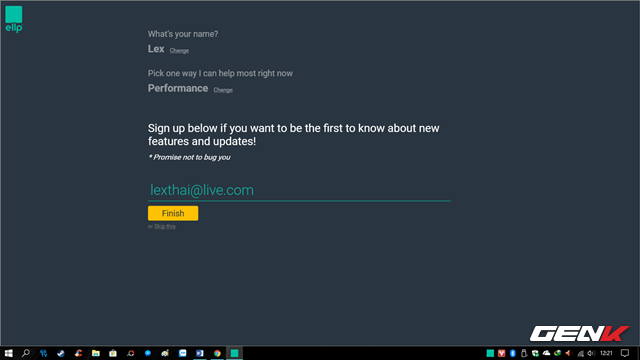 eilp
What's your name?
Lex Change
Pick one way I can help most right now
Performance Change
Sign up below if you want to be the first to know about new
features and updates!
* Promise not to bug you
lexthai@live.com
Finish
or Skip this
GENK
12:21